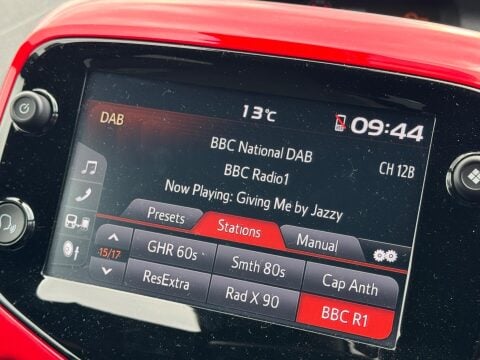 13°C
09:44
DAB
BBC National DAB
CH 12B
BBC Radio1
Now Playing: Giving Me by Jazzy
Presets
Stations
Manual
15/17
GHR 60s
Smth 80s
Cap Anth
ResExtra
Rad X 90
BBC R1